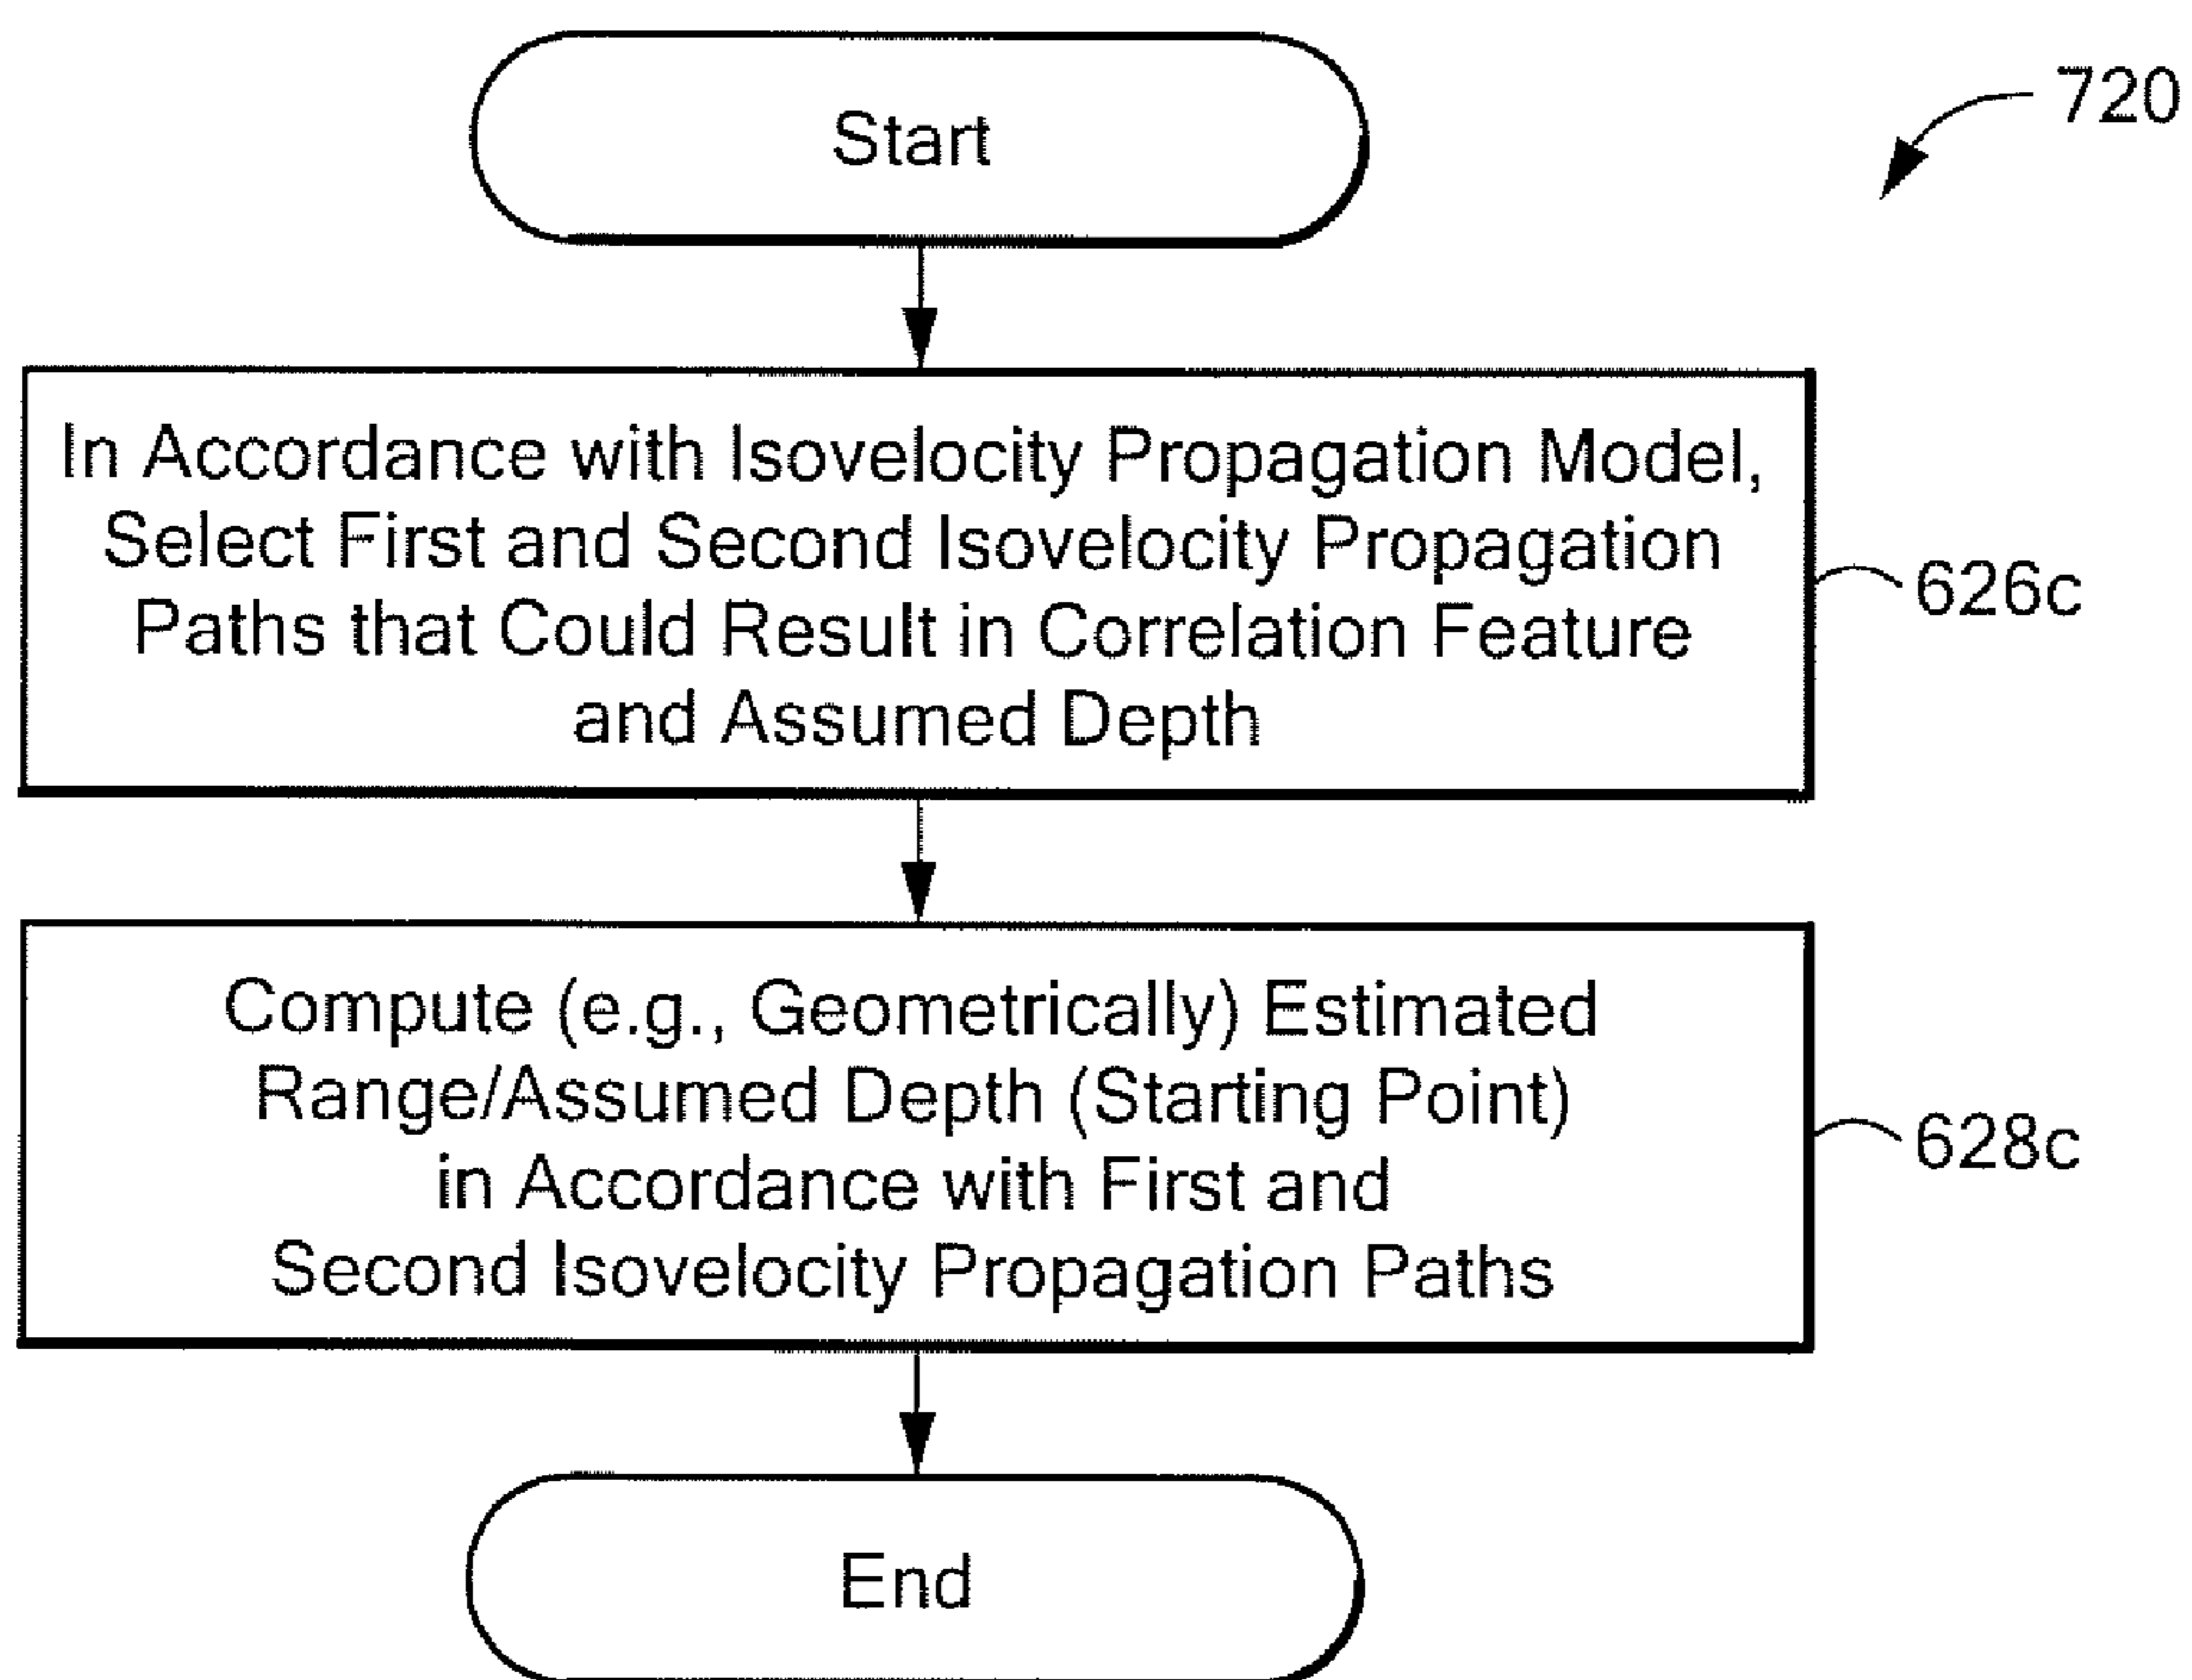 Start
720
In Accordance with Isovelocity Propagation Model,
Select First and Second Isovelocity Propagation
Paths that Could Result in Correlation Feature
and Assumed Depth
626c
Compute (e.g., Geometrically) Estimated
Range/Assumed Depth (Starting Point)
in Accordance with First and
Second Isovelocity Propagation Paths
628c
End